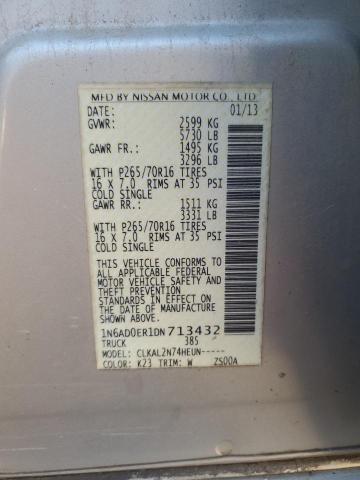 MFD BY NISSAN MOTOR CO., LTD.
DATE: 01/13
GVWR: 2599 KG
5730 LB
GAWR FR.: 1495 KG
3296 LB
WITH P265/70R16 TIRES
16 X 7.0 RIMS AT 35 PSI
COLD SINGLE
GAWR RR.: 1511 KG
3331 LB
WITH P265/70R16 TIRES
16 X 7.0 RIMS AT 35 PSI
COLD SINGLE
THIS VEHICLE CONFORMS TO
ALL APPLICABLE FEDERAL
MOTOR VEHICLE SAFETY AND
THEFT PREVENTION
STANDARDS IN EFFECT ON
THE DATE OF MANUFACTURE
SHOWN ABOVE.
1N6AD0ER1DN713432
TRUCK 385
MODEL: CLKAL2N74HEUN-----
COLOR: K23 TRIM: W ZS00A